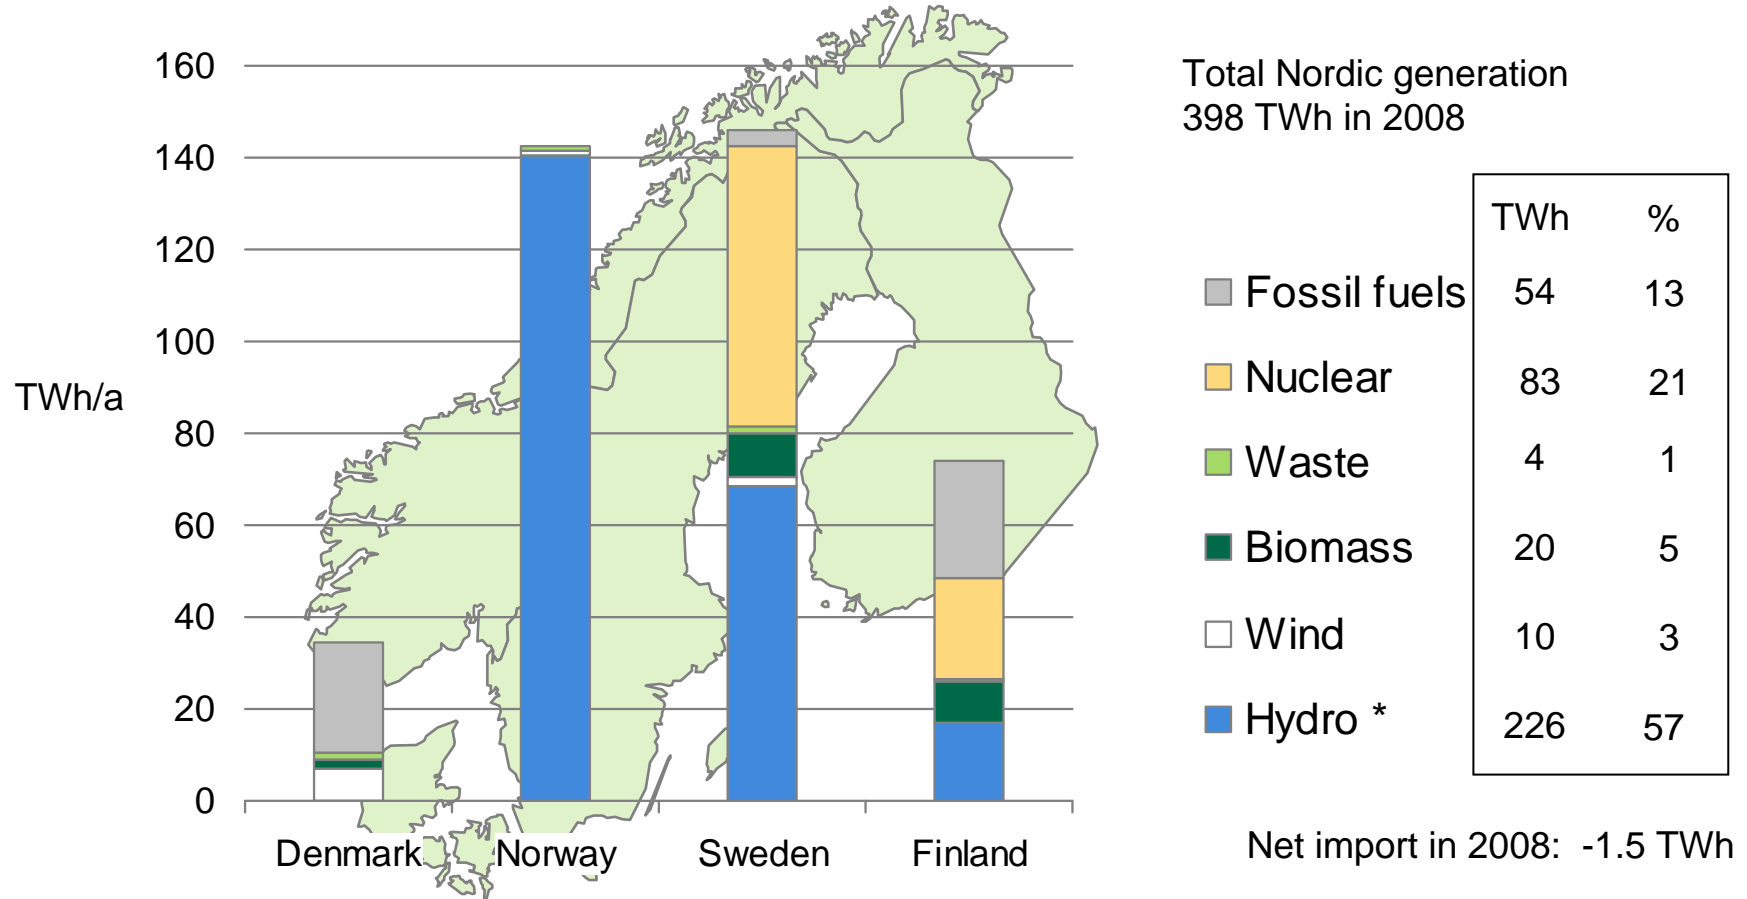 Total Nordic generation
398 TWh in 2008
160
140
120
100
80
60
40
20
0
TWh/a
Denmark
Norway
Sweden
Finland
TWh %
Fossil fuels 54 13
Nuclear 83 21
Waste 4 1
Biomass 20 5
Wind 10 3
Hydro * 226 57
Net import in 2008: -1.5 TWh